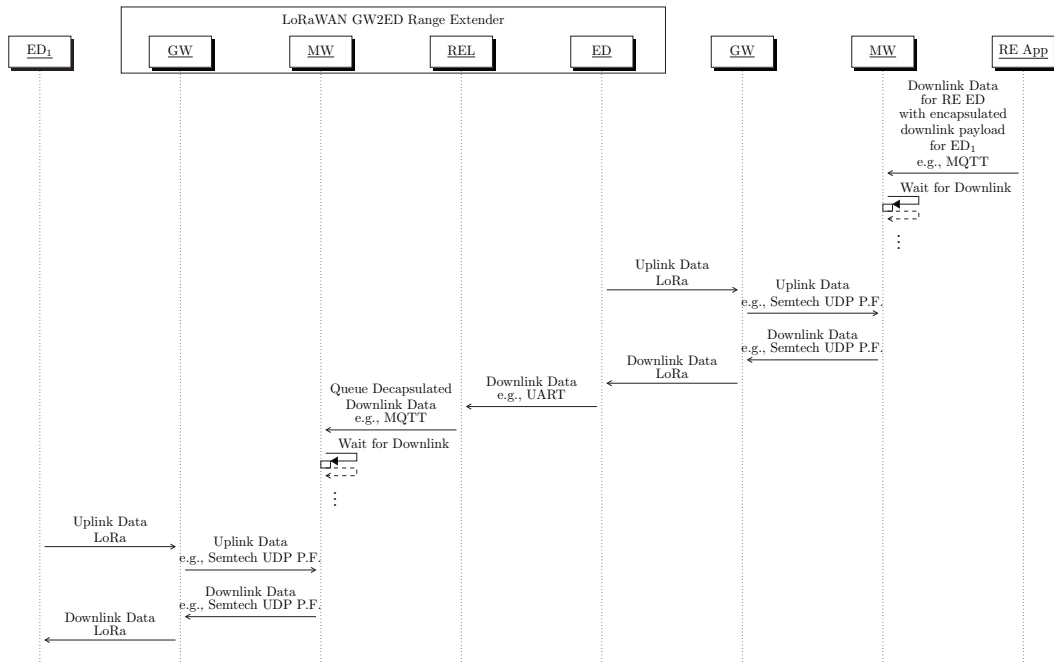 LoRaWAN GW2ED Range Extender
ED₁
GW
MW
REL
ED
GW
MW
RE App
Downlink Data
for RE ED
with encapsulated
downlink payload
for ED₁
e.g., MQTT
Wait for Downlink
⋮
Uplink Data
LoRa
Uplink Data
e.g., Semtech UDP P.F.
Downlink Data
e.g., Semtech UDP P.F.
Downlink Data
LoRa
Downlink Data
e.g., UART
Queue Decapsulated
Downlink Data
e.g., MQTT
Wait for Downlink
⋮
Uplink Data
LoRa
Uplink Data
e.g., Semtech UDP P.F.
Downlink Data
e.g., Semtech UDP P.F.
Downlink Data
LoRa